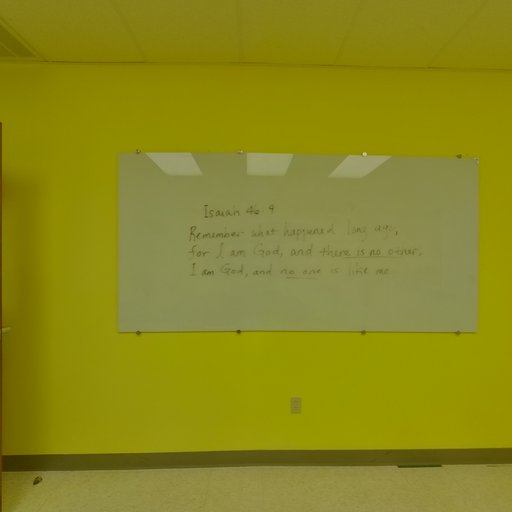 Isaiah 46 9
Remember what happened long ago,
for I am God, and there is no other,
I am God, and no one is like me